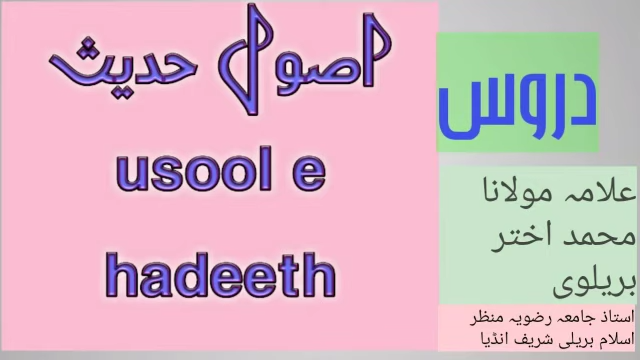 اصول حدیث
usool e
hadeeth
دروس
علامہ مولانا
محمد اختر
بریلوی
استاذ جامعہ رضویہ منظر
اسلام بریلی شریف انڈیا